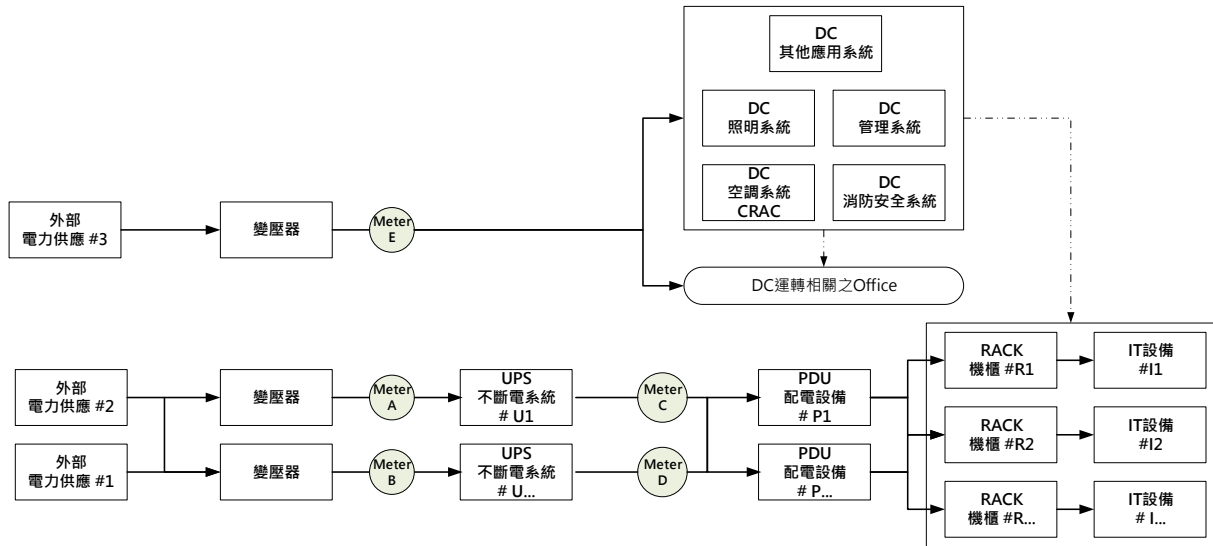 DC
其他應用系統
DC
照明系統
DC
管理系統
DC
空調系統
CRAC
DC
消防安全系統
外部
電力供應 #3
變壓器
Meter
E
DC運轉相關之Office
外部
電力供應 #2
變壓器
Meter
A
UPS
不斷電系統
# U1
Meter
C
PDU
配電設備
# P1
RACK
機櫃 #R1
IT設備
#I1
外部
電力供應 #1
變壓器
Meter
B
UPS
不斷電系統
# U...
Meter
D
PDU
配電設備
# P...
RACK
機櫃 #R2
IT設備
#I2
RACK
機櫃 #R...
IT設備
# I...